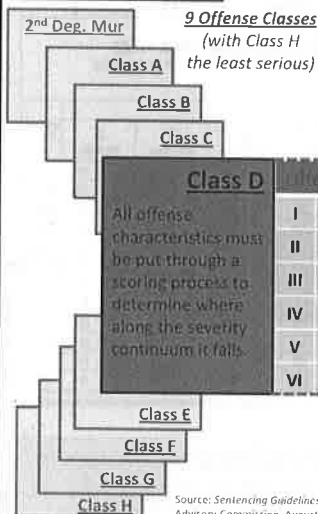 2nd Deg. Mur
9 Offense Classes
(with Class H
the least serious)
Class A
Class B
Class C
Class D
I
II
III
IV
V
VI
All offense
characteristics must
be put through a
scoring process to
determine where
along the severity
continuum it falls.
Class E
Class F
Class G
Class H
Source: Sentencing Guidelines
Advisory Committee, August